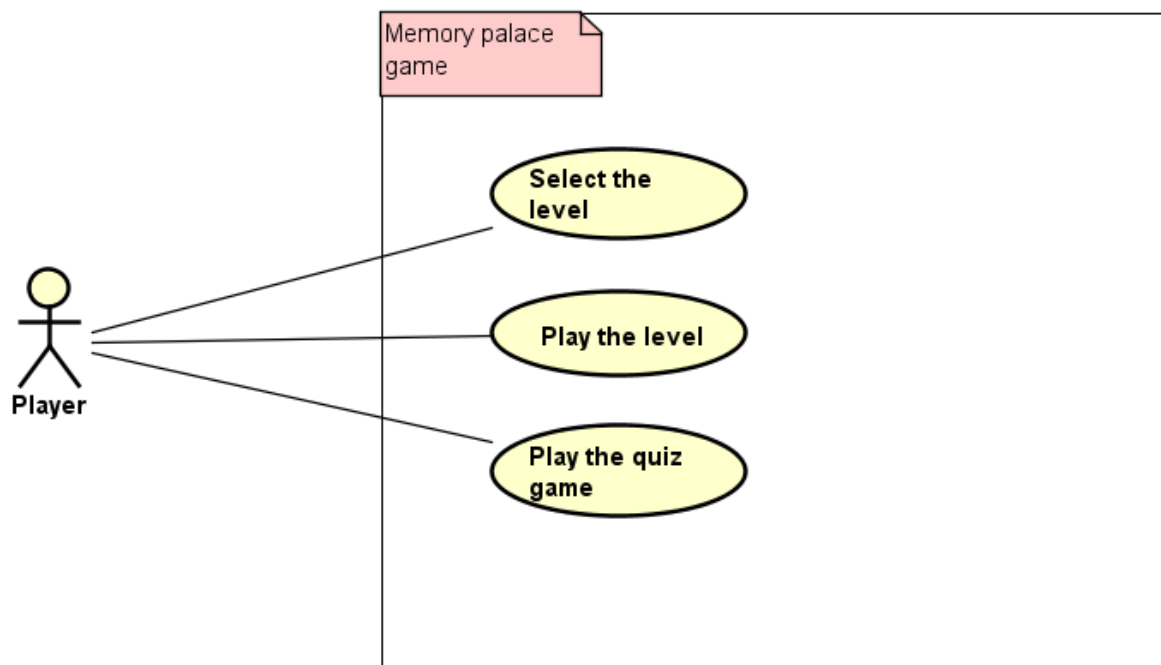 Memory palace
game
Select the
level
Play the level
Player
Play the quiz
game